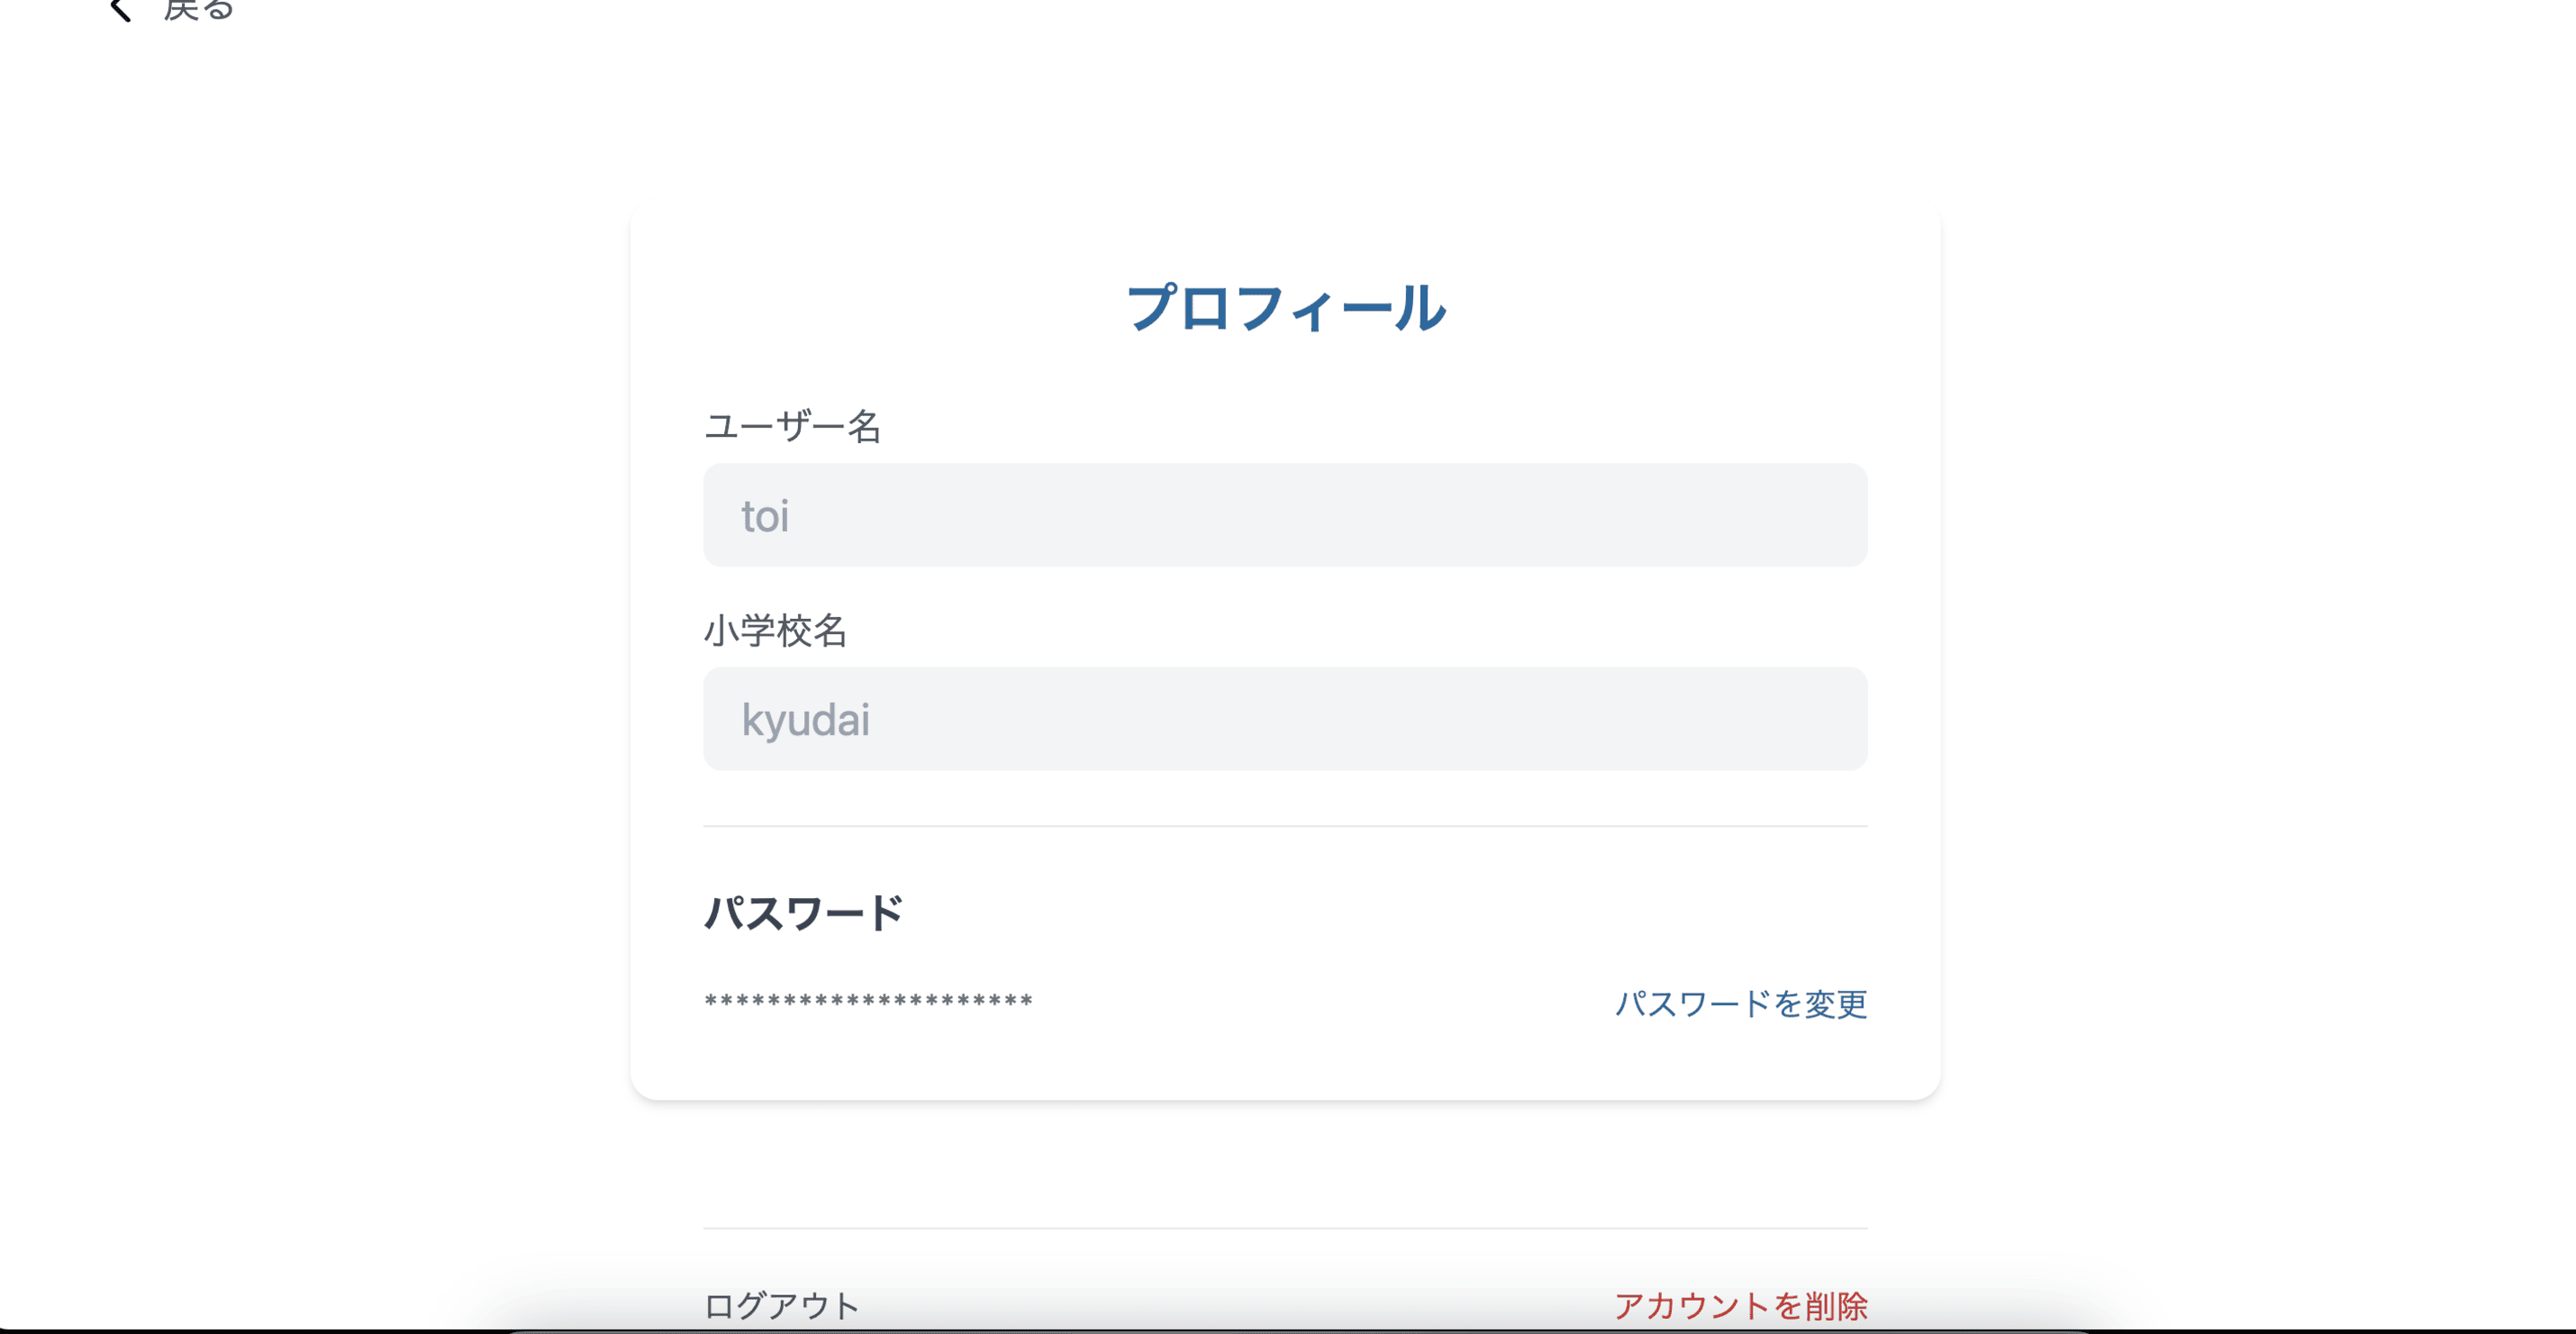 戻る
プロフィール
ユーザー名
toi
小学校名
kyudai
パスワード
*********************
パスワードを変更
ログアウト
アカウントを削除